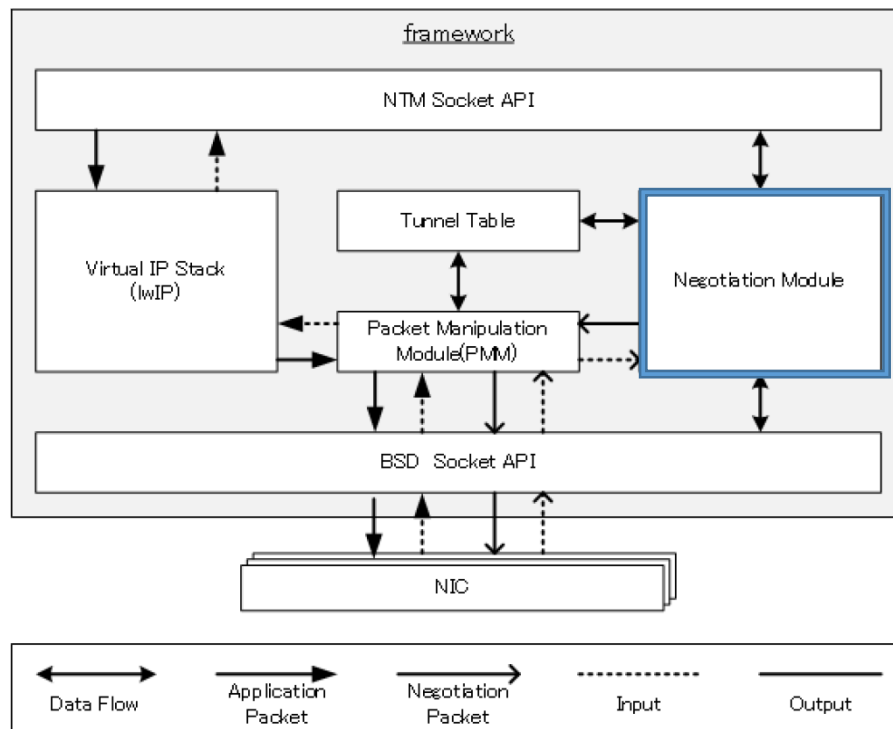 framework
NTM Socket API
Tunnel Table
Virtual IP Stack
(lwIP)
Negotiation Module
Packet Manipulation
Module(PMM)
BSD Socket API
NIC
Data Flow
Application
Packet
Negotiation
Packet
Input
Output